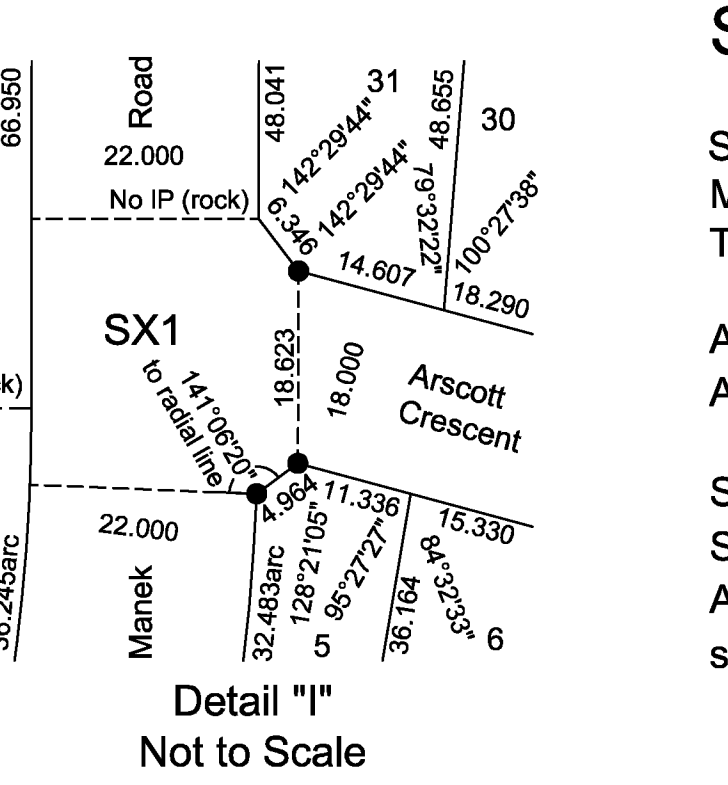 66.950
Road
22.000
No IP (rock)
48.041
31
142°29'44"
142°29'44"
6.346
48.655
30
79°32'22"
100°27'38"
14.607
18.290
SX1
18.623
18.000
Arscott
Crescent
141°06'20"
to radial line
4.964
11.336
15.330
22.000
Manek
32.483arc
128°21'05"
95°27'27"
5
36.164
84°32'33"
6
Detail "I"
Not to Scale